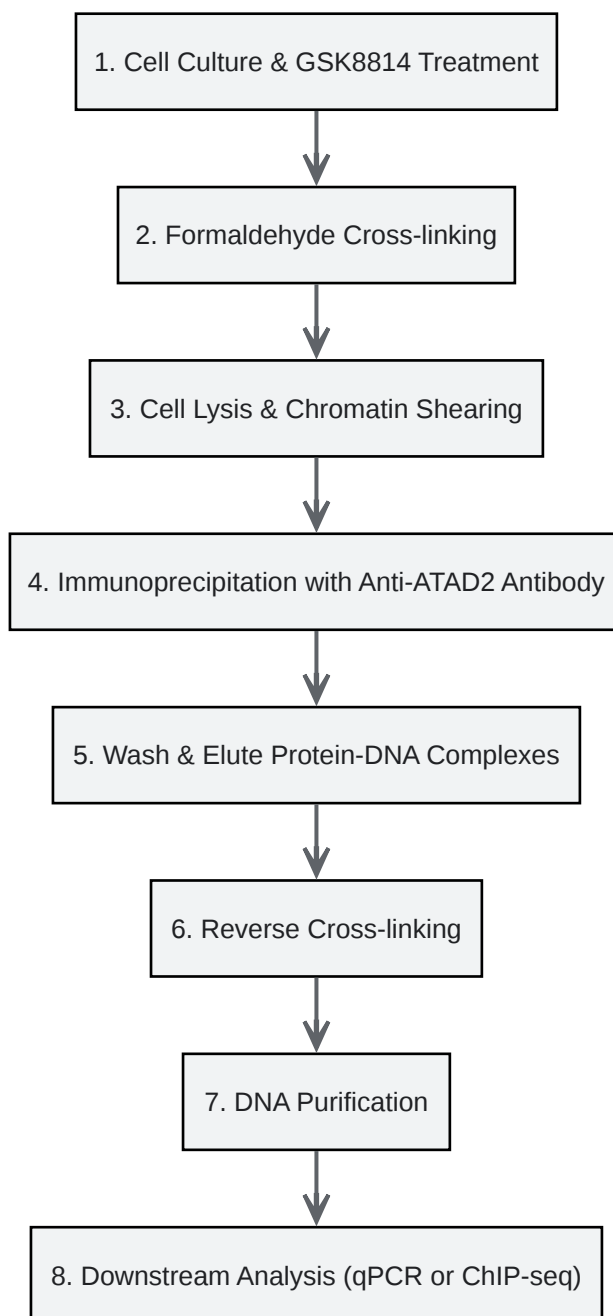 1. Cell Culture & GSK8814 Treatment
2. Formaldehyde Cross-linking
3. Cell Lysis & Chromatin Shearing
4. Immunoprecipitation with Anti-ATAD2 Antibody
5. Wash & Elute Protein-DNA Complexes
6. Reverse Cross-linking
7. DNA Purification
8. Downstream Analysis (qPCR or ChIP-seq)